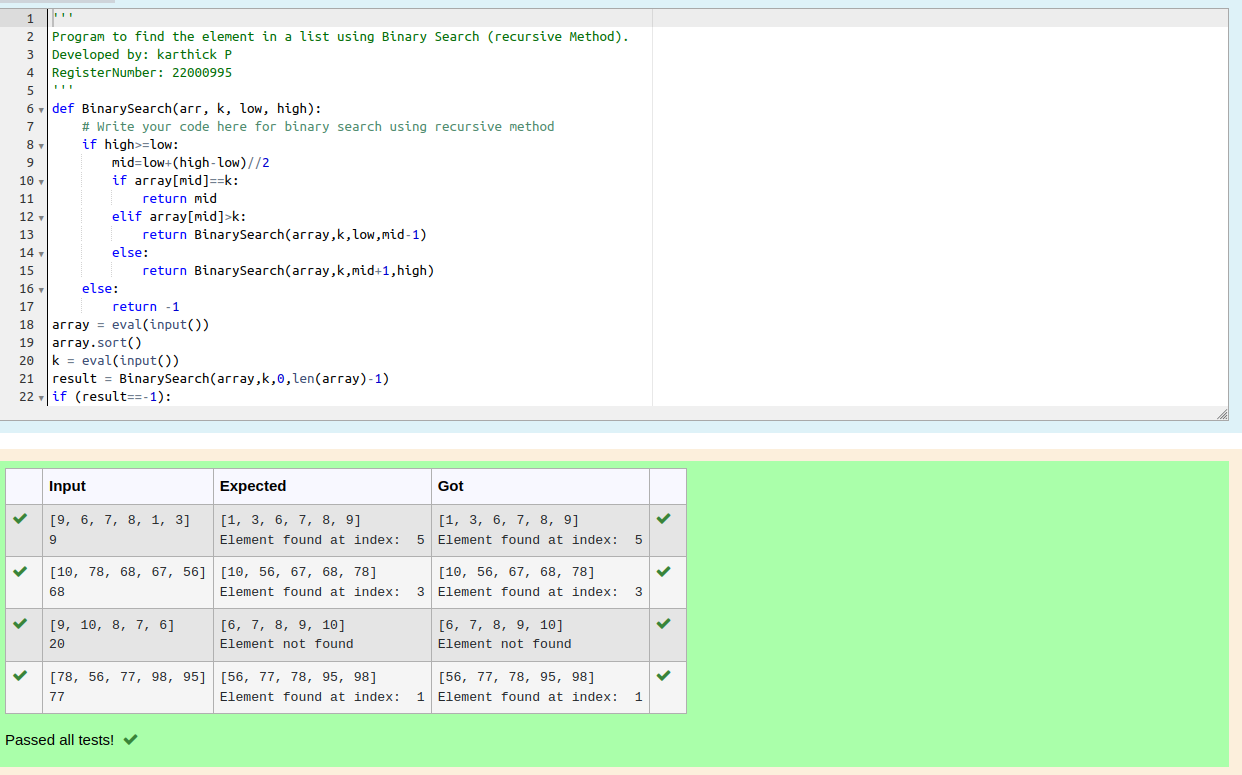 1 '''
2 Program to find the element in a list using Binary Search (recursive Method).
3 Developed by: karthick P
4 RegisterNumber: 22000995
5 '''
6 def BinarySearch(arr, k, low, high):
7     # Write your code here for binary search using recursive method
8     if high>=low:
9         mid=low+(high-low)//2
10         if array[mid]==k:
11             return mid
12         elif array[mid]>k:
13             return BinarySearch(array,k,low,mid-1)
14         else:
15             return BinarySearch(array,k,mid+1,high)
16     else:
17         return -1
18 array = eval(input())
19 array.sort()
20 k = eval(input())
21 result = BinarySearch(array,k,0,len(array)-1)
22 if (result==-1):
Input Expected Got
[9, 6, 7, 8, 1, 3] [1, 3, 6, 7, 8, 9] [1, 3, 6, 7, 8, 9]
9 Element found at index:  5 Element found at index:  5
[10, 78, 68, 67, 56] [10, 56, 67, 68, 78] [10, 56, 67, 68, 78]
68 Element found at index:  3 Element found at index:  3
[9, 10, 8, 7, 6] [6, 7, 8, 9, 10] [6, 7, 8, 9, 10]
20 Element not found Element not found
[78, 56, 77, 98, 95] [56, 77, 78, 95, 98] [56, 77, 78, 95, 98]
77 Element found at index:  1 Element found at index:  1
Passed all tests!